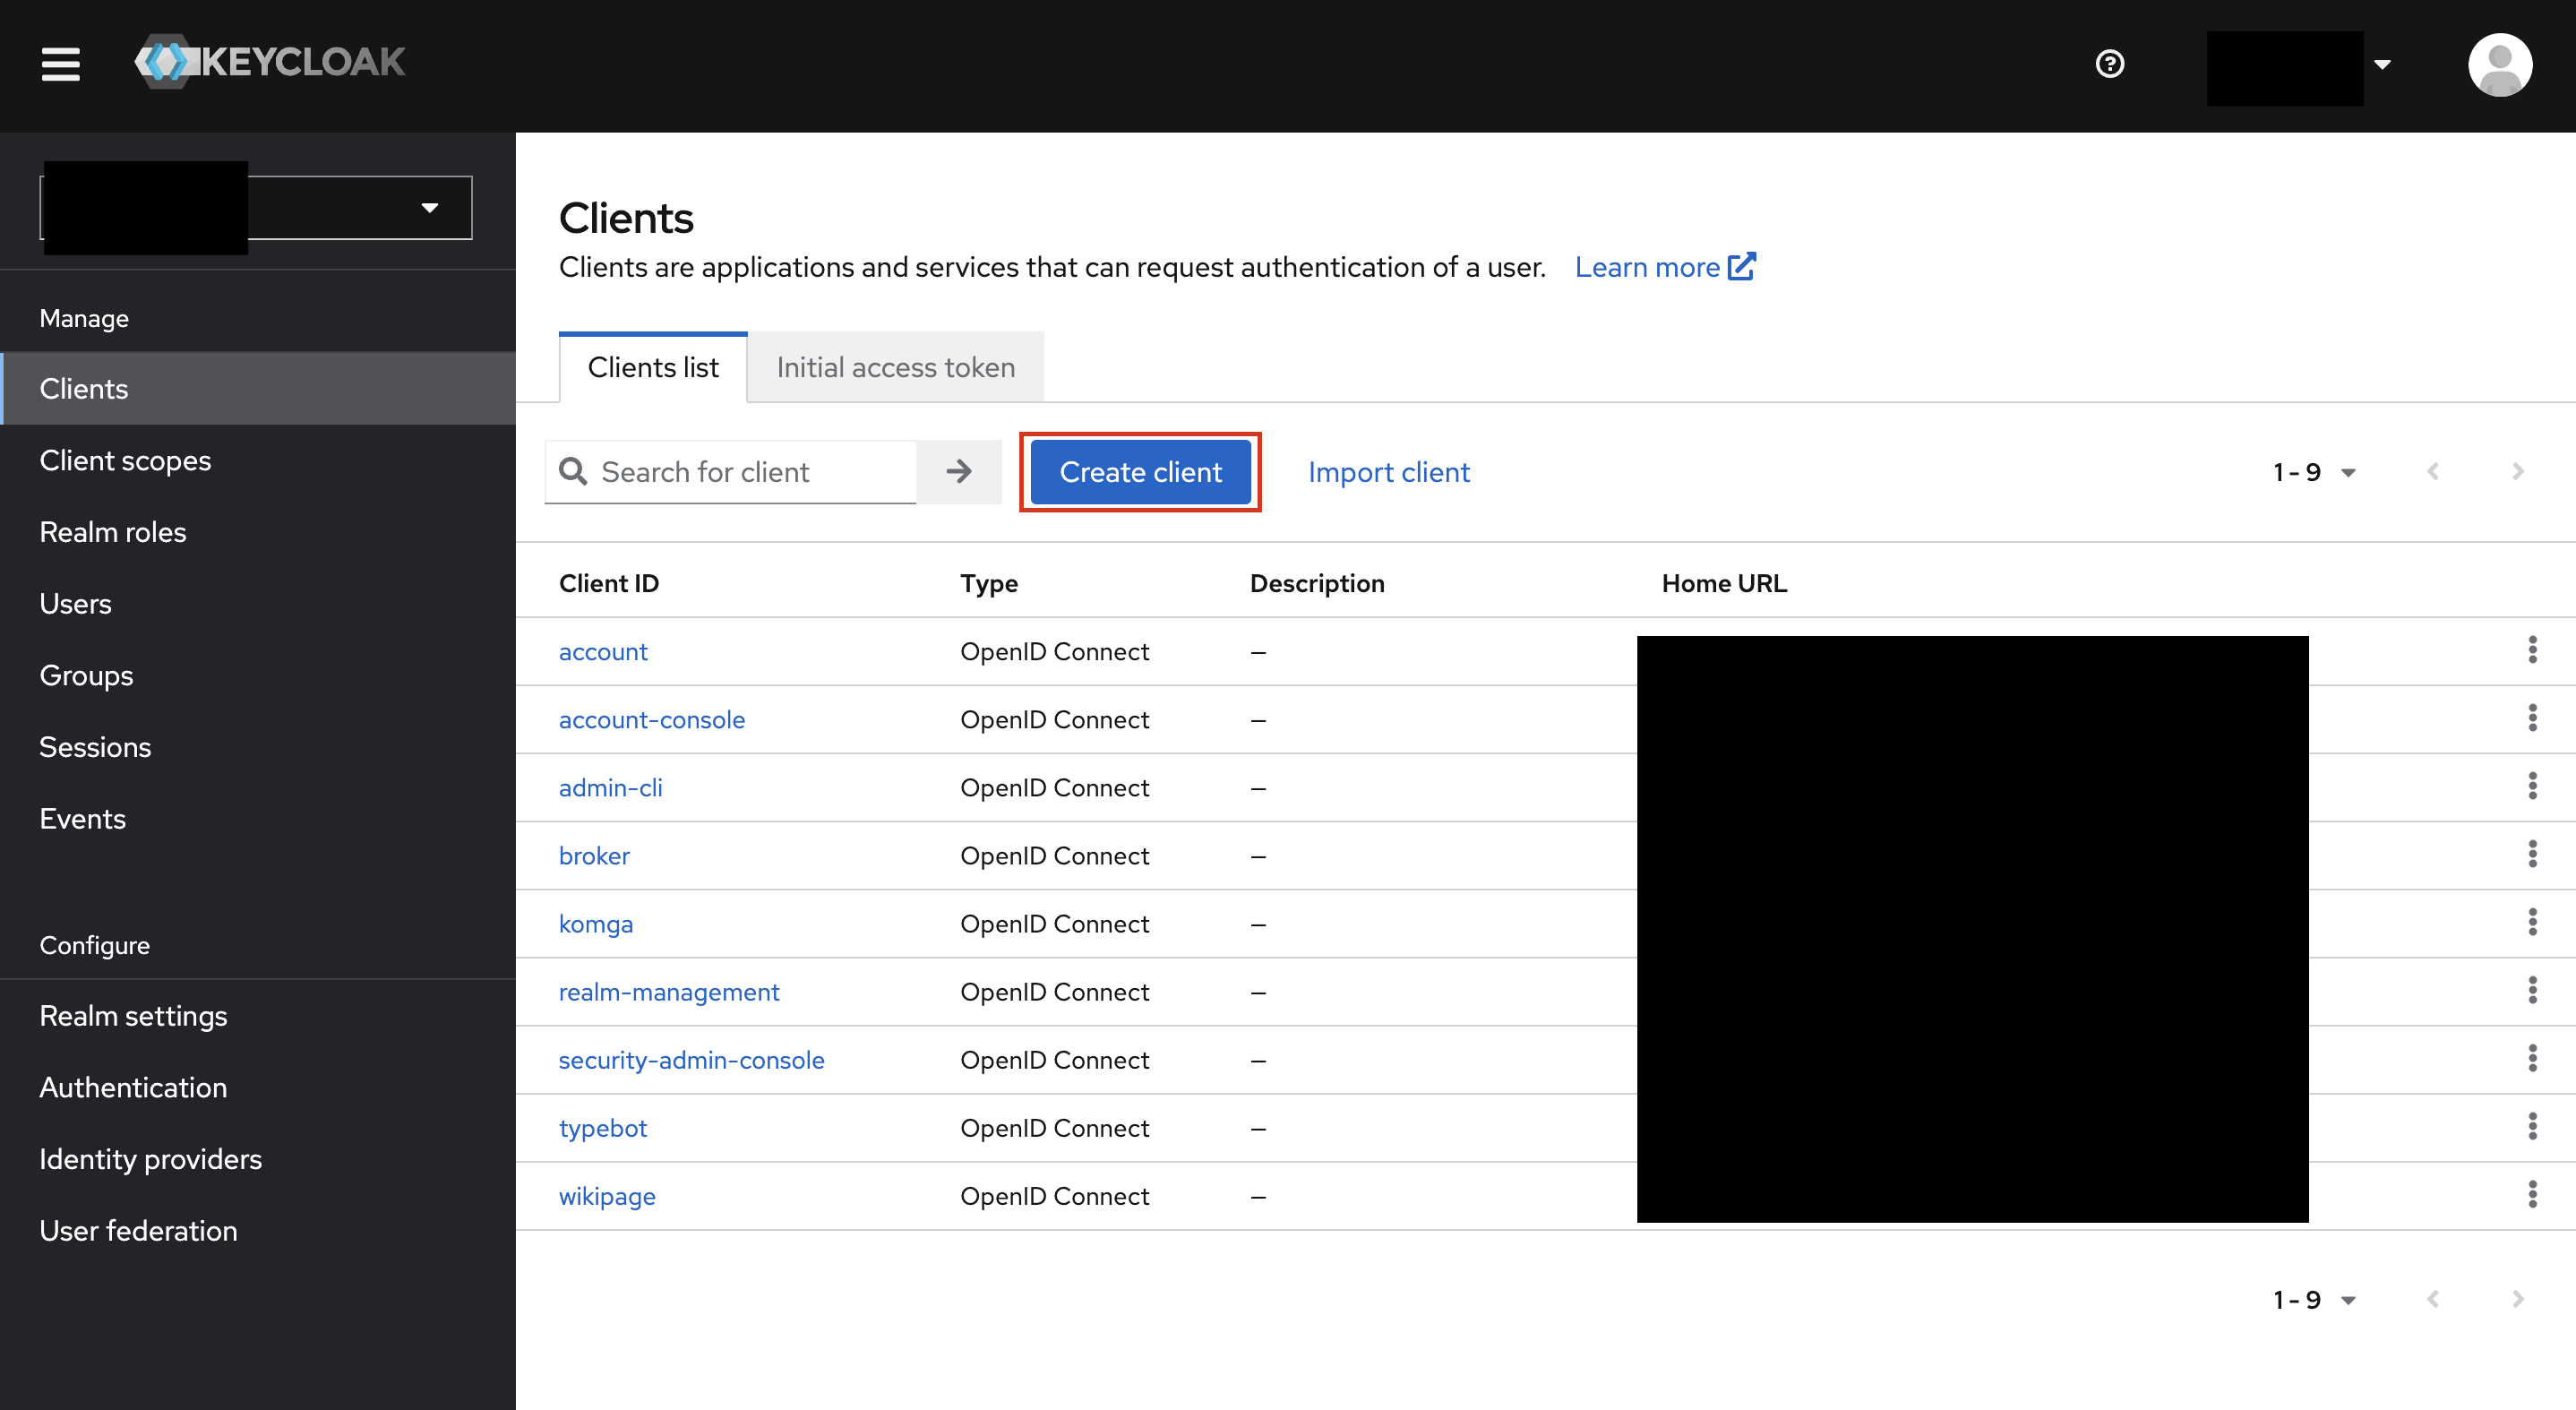 KEYCLOAK
Manage
Clients
Client scopes
Realm roles
Users
Groups
Sessions
Events
Configure
Realm settings
Authentication
Identity providers
User federation
Clients
Clients are applications and services that can request authentication of a user. Learn more
Clients list Initial access token
Search for client Create client Import client 1 - 9
Client ID Type Description Home URL
account OpenID Connect –
account-console OpenID Connect –
admin-cli OpenID Connect –
broker OpenID Connect –
komga OpenID Connect –
realm-management OpenID Connect –
security-admin-console OpenID Connect –
typebot OpenID Connect –
wikipage OpenID Connect –
1 - 9